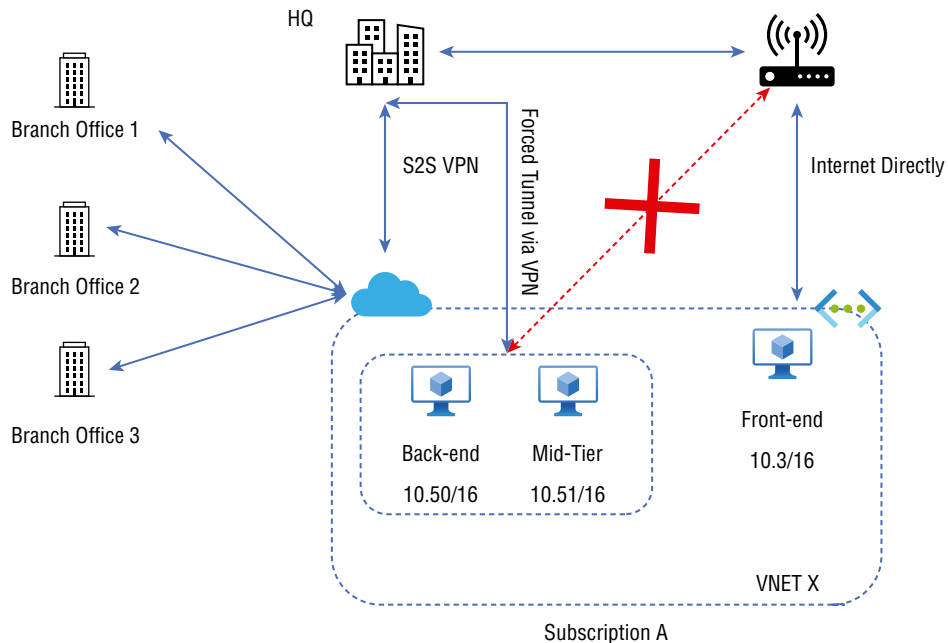 HQ
Branch Office 1
S2S VPN
Forced Tunnel via VPN
Internet Directly
Branch Office 2
Branch Office 3
Back-end
10.50/16
Mid-Tier
10.51/16
Front-end
10.3/16
VNET X
Subscription A